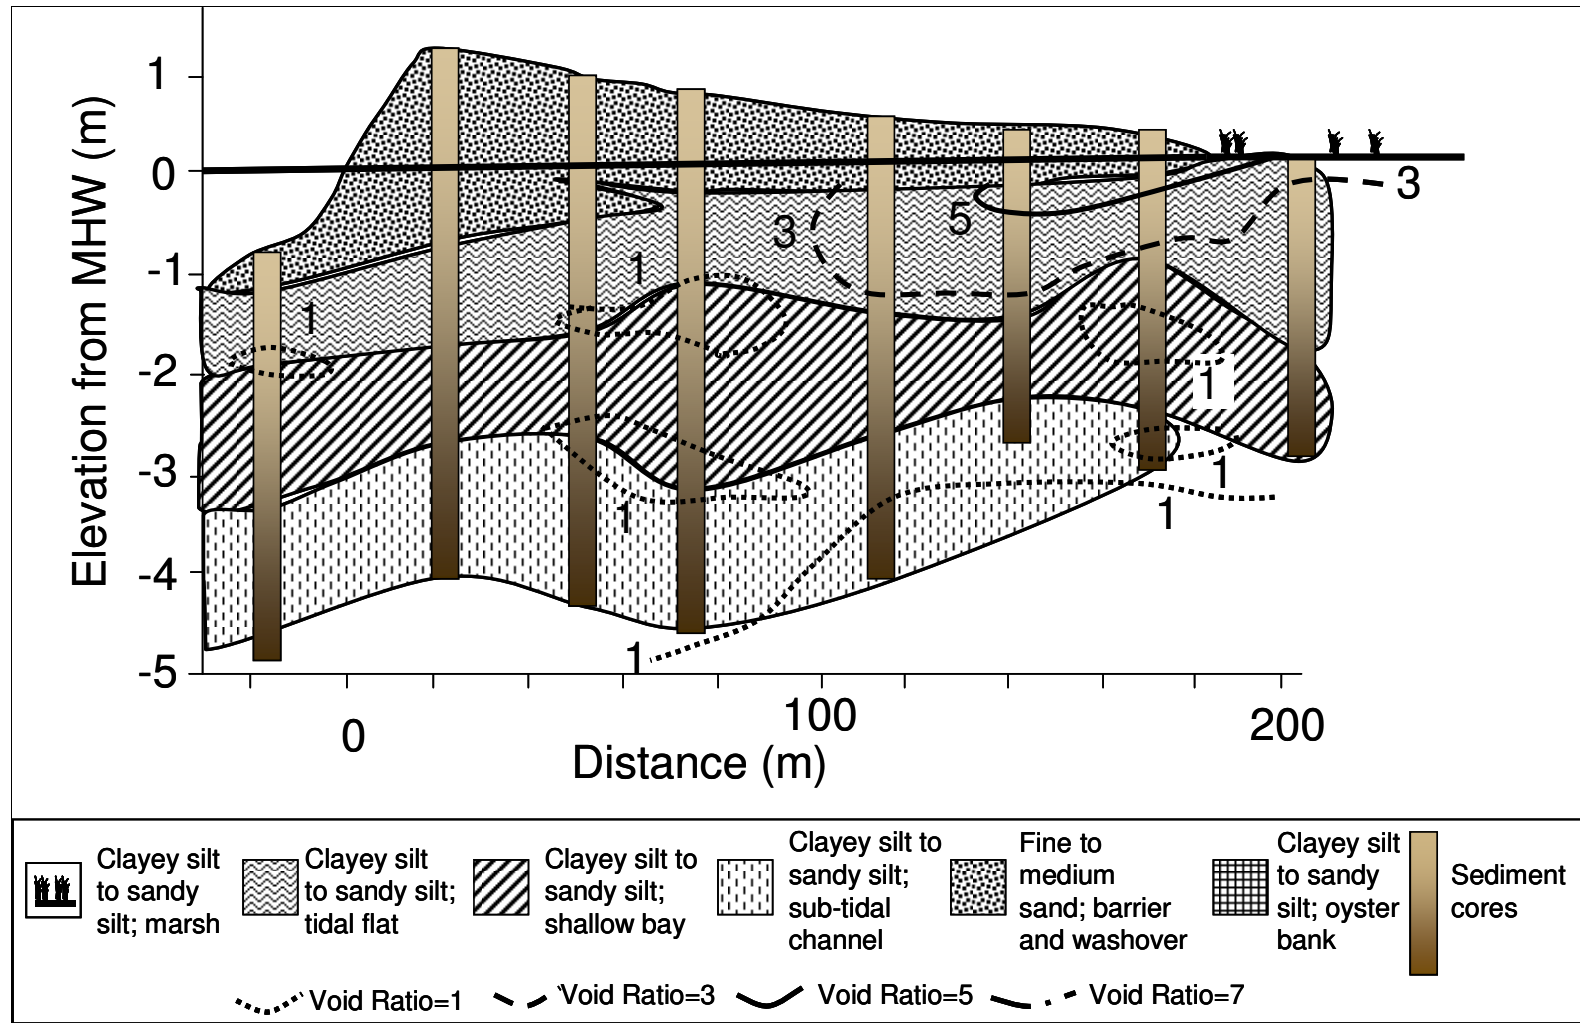 Elevation from MHW (m)
1
0
-1
-2
-3
-4
-5
3
3
5
1
1
1
1
1
1
1
0
100
200
Distance (m)
Clayey silt
to sandy
silt; marsh
Clayey silt
to sandy silt;
tidal flat
Clayey silt to
sandy silt;
shallow bay
Clayey silt to
sandy silt;
sub-tidal
channel
Fine to
medium
sand; barrier
and washover
Clayey silt
to sandy
silt; oyster
bank
Sediment
cores
Void Ratio=1
Void Ratio=3
Void Ratio=5
Void Ratio=7